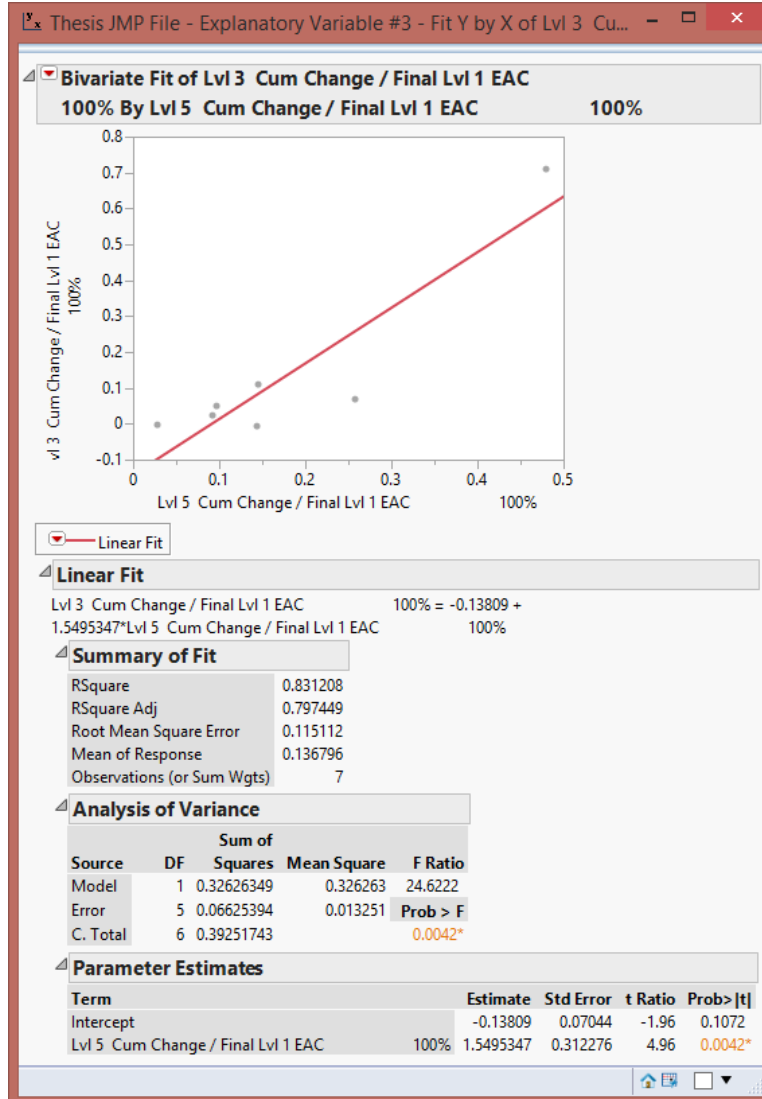 Thesis JMP File - Explanatory Variable #3 - Fit Y by X of Lvl 3 Cu...
Bivariate Fit of Lvl 3 Cum Change / Final Lvl 1 EAC
100% By Lvl 5 Cum Change / Final Lvl 1 EAC 100%
0.8
0.7
0.6
0.5
0.4
0.3
0.2
0.1
0
-0.1
vl 3 Cum Change / Final Lvl 1 EAC
100%
0 0.1 0.2 0.3 0.4 0.5
Lvl 5 Cum Change / Final Lvl 1 EAC 100%
Linear Fit
Linear Fit
Lvl 3 Cum Change / Final Lvl 1 EAC 100% = -0.13809 +
1.5495347*Lvl 5 Cum Change / Final Lvl 1 EAC 100%
Summary of Fit
RSquare 0.831208
RSquare Adj 0.797449
Root Mean Square Error 0.115112
Mean of Response 0.136796
Observations (or Sum Wgts) 7
Analysis of Variance
Sum of
Source DF Squares Mean Square F Ratio
Model 1 0.32626349 0.326263 24.6222
Error 5 0.06625394 0.013251 Prob > F
C. Total 6 0.39251743 0.0042*
Parameter Estimates
Term Estimate Std Error t Ratio Prob>|t|
Intercept -0.13809 0.07044 -1.96 0.1072
Lvl 5 Cum Change / Final Lvl 1 EAC 100% 1.5495347 0.312276 4.96 0.0042*